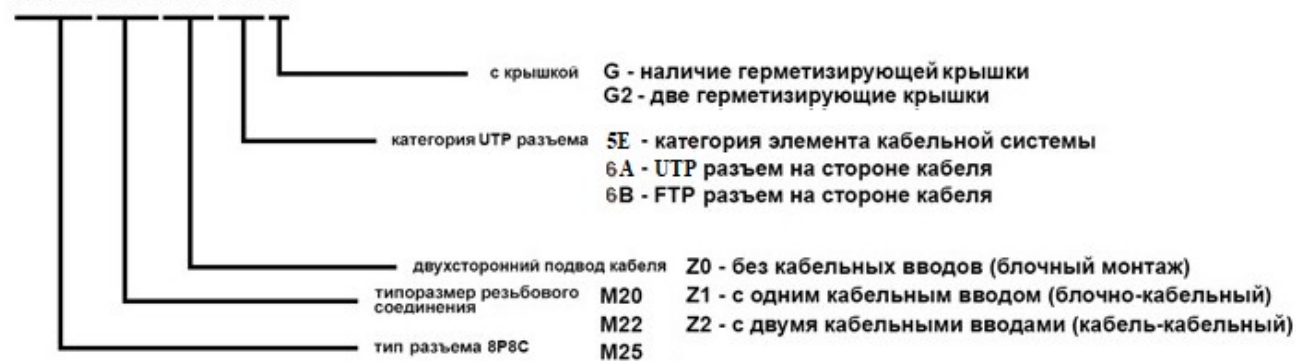 с крышкой G - наличие герметизирующей крышки
G2 - две герметизирующие крышки
категория UTP разъема 5E - категория элемента кабельной системы
6A - UTP разъем на стороне кабеля
6B - FTP разъем на стороне кабеля
двухсторонний подвод кабеля Z0 - без кабельных вводов (блочный монтаж)
типоразмер резьбового соединения M20 Z1 - с одним кабельным вводом (блочно-кабельный)
M22 Z2 - с двумя кабельными вводами (кабель-кабельный)
тип разъема 8P8C M25